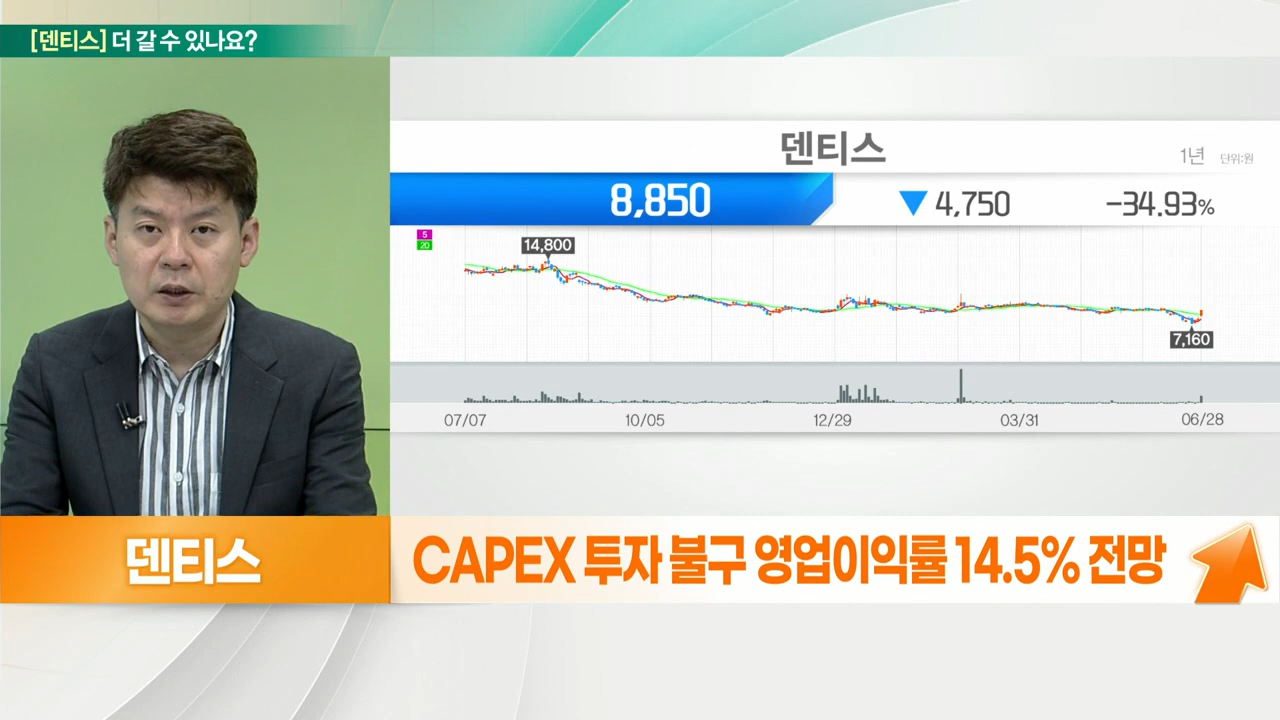 [덴티스] 더 갈 수 있나요?
덴티스
1년 단위:원
8,850 ▼ 4,750 -34.93%
5
20
14,800
7,160
07/07 10/05 12/29 03/31 06/28
덴티스
CAPEX 투자 불구 영업이익률 14.5% 전망